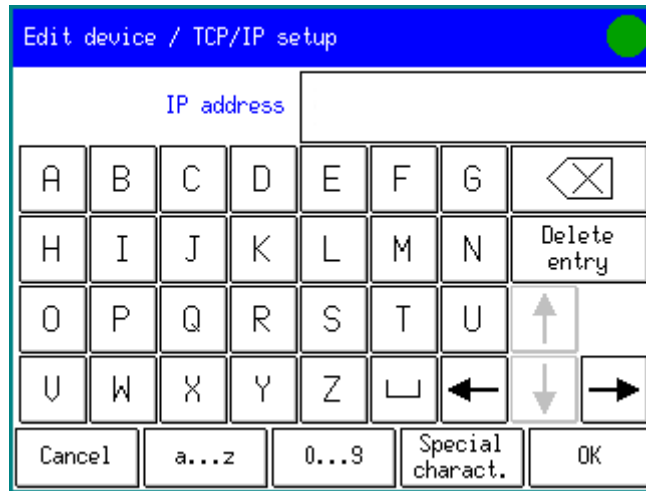 Edit device / TCP/IP setup
IP address
A B C D E F G
H I J K L M N Delete
entry
O P Q R S T U
V W X Y Z
Cancel a...z 0...9 Special
charact. OK